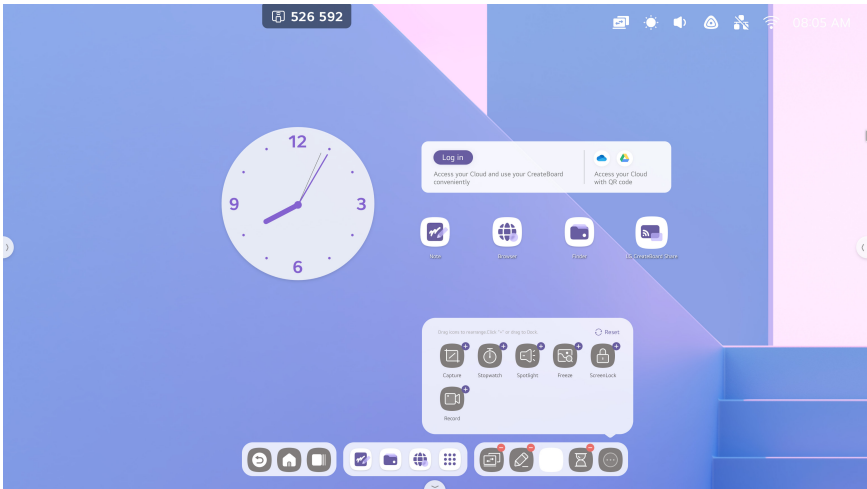 526 592
08:05 AM
12
9
3
6
Log in
Access your Cloud and use your CreateBoard
conveniently
Access your Cloud
with QR code
Note
Browser
Finder
LG CreateBoard Share
Drag icons to rearrange.Click "+" or drag to Dock.
Reset
Capture
Stopwatch
Spotlight
Freeze
ScreenLock
Record